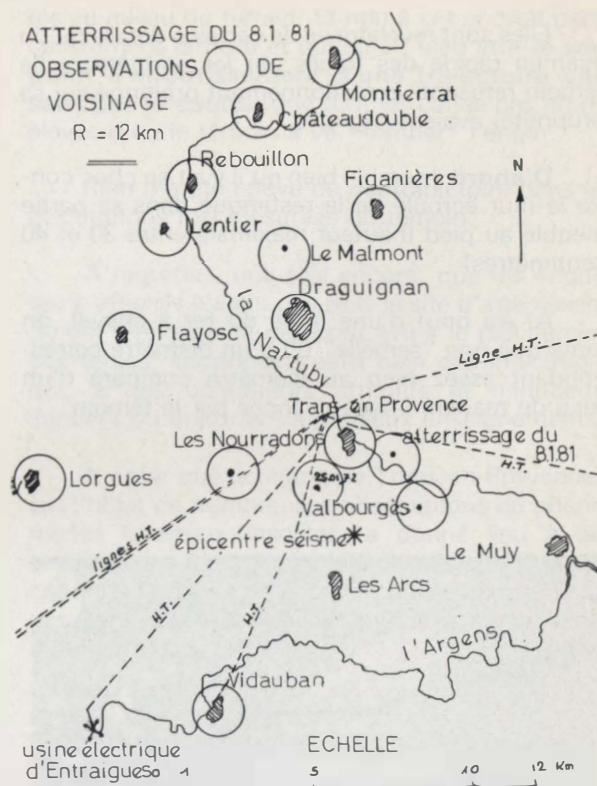 ATTERRISSAGE DU 8.1.81
OBSERVATIONS DE
VOISINAGE
R = 12 km
Montferrat
Châteaudouble
Rebouillon
Figanières
N
Lentier
Le Malmont
Draguignan
la Nartuby
Flayosc
Ligne H.T.
Trans en Provence
Les Nourradons
atterrissage du
8.1.81
H.T.
Lorgues
25.01.72
Valbourgès
lignes H.T.
épicentre séisme
Le Muy
Les Arcs
H.T.
H.T.
l'Argens
Vidauban
usine électrique
d'Entraigues
ECHELLE
0 1 5 10 12 Km